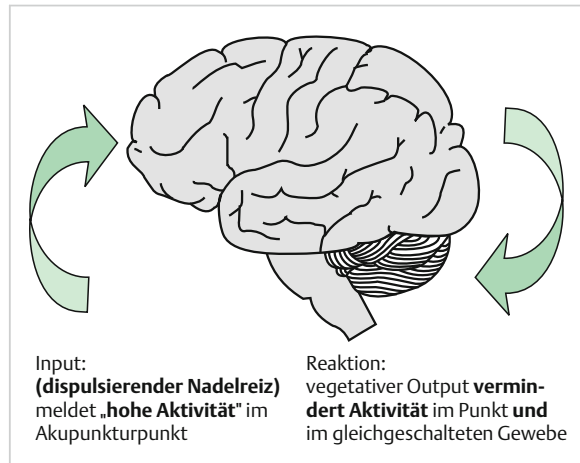 Input:
(dispulsierender Nadelreiz)
meldet „hohe Aktivität" im
Akupunkturpunkt
Reaktion:
vegetativer Output vermin-
dert Aktivität im Punkt und
im gleichgeschalteten Gewebe